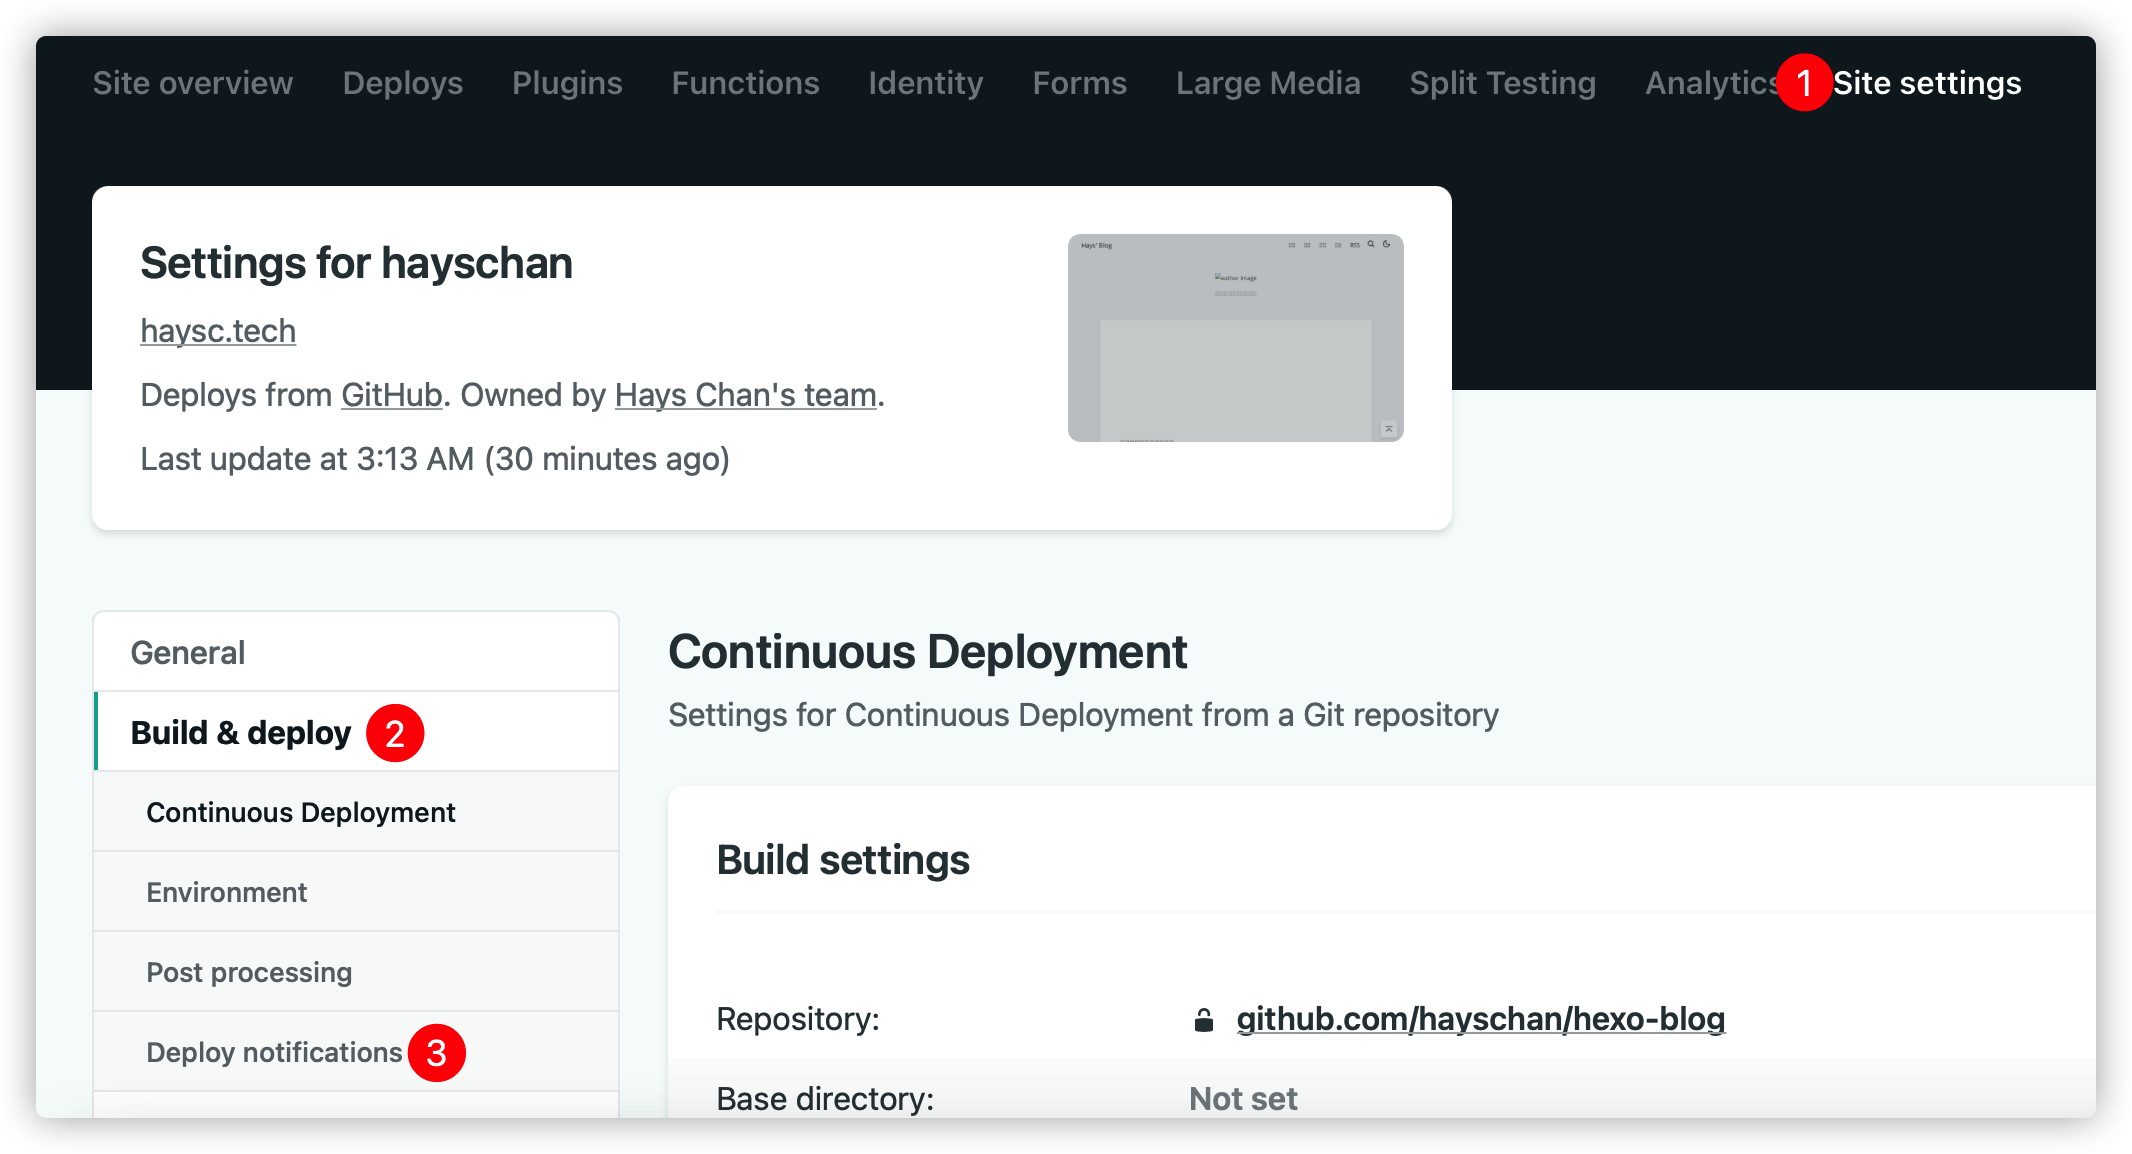 Site overview Deploys Plugins Functions Identity Forms Large Media Split Testing Analytics 1 Site settings
Settings for hayschan
haysc.tech
Deploys from GitHub. Owned by Hays Chan's team.
Last update at 3:13 AM (30 minutes ago)
Hays' Blog
RSS
author image
General
Build & deploy 2
Continuous Deployment
Environment
Post processing
Deploy notifications 3
Continuous Deployment
Settings for Continuous Deployment from a Git repository
Build settings
Repository: github.com/hayschan/hexo-blog
Base directory: Not set